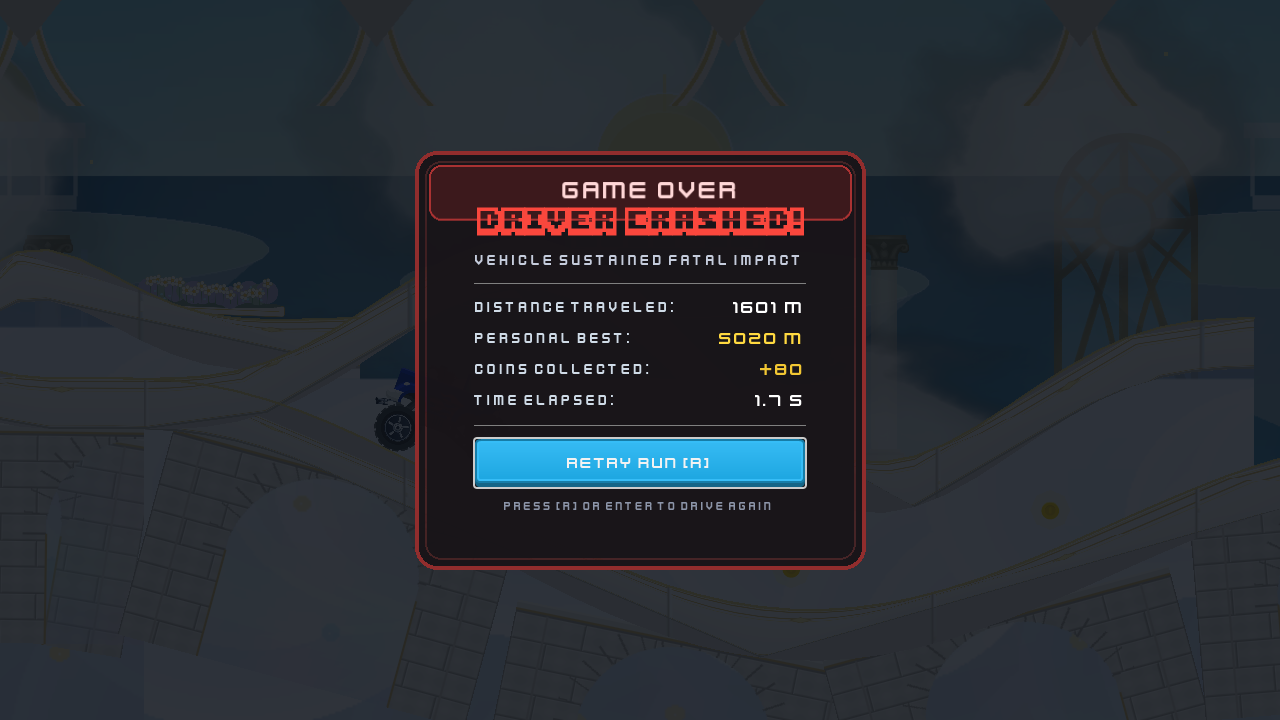 GAME OVER
DRIVER CRASHED!
VEHICLE SUSTAINED FATAL IMPACT
DISTANCE TRAVELED: 1601 M
PERSONAL BEST: 5020 M
COINS COLLECTED: +80
TIME ELAPSED: 1.7 S
RETRY RUN [R]
PRESS [R] OR ENTER TO DRIVE AGAIN